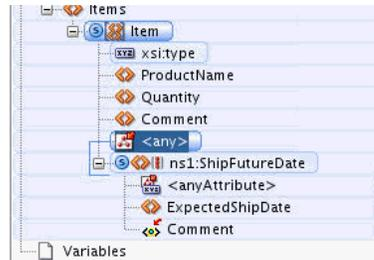 Items
Item
xsi:type
ProductName
Quantity
Comment
<any>
ns1:ShipFutureDate
<anyAttribute>
ExpectedShipDate
Comment
Variables